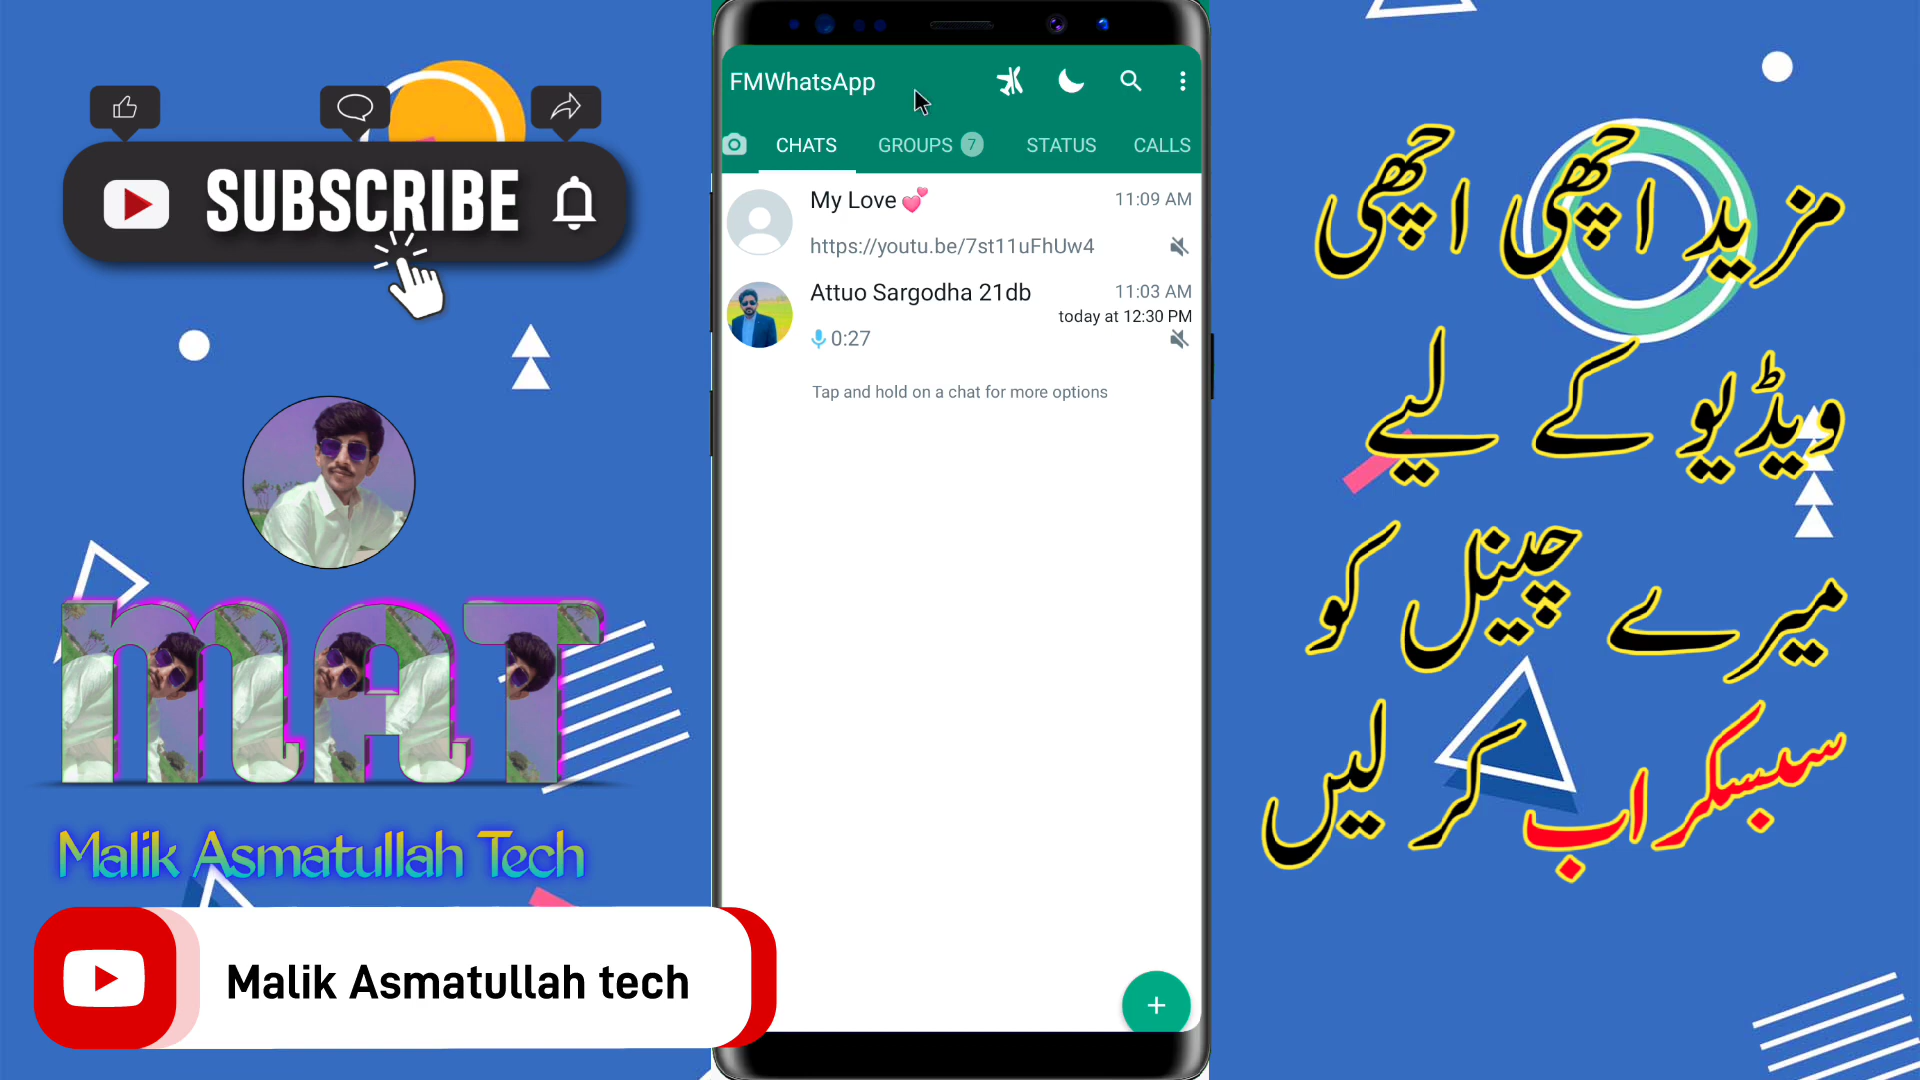 SUBSCRIBE
MAT
Malik Asmatullah Tech
Malik Asmatullah tech
FMWhatsApp
CHATS GROUPS 7 STATUS CALLS
My Love 💕 11:09 AM
https://youtu.be/7st11uFhUw4
Attuo Sargodha 21db 11:03 AM
today at 12:30 PM
0:27
Tap and hold on a chat for more options
+
مزید اچھی اچھی
ویڈیو کے لیے
میرے چینل کو
سبسکراب کر لیں